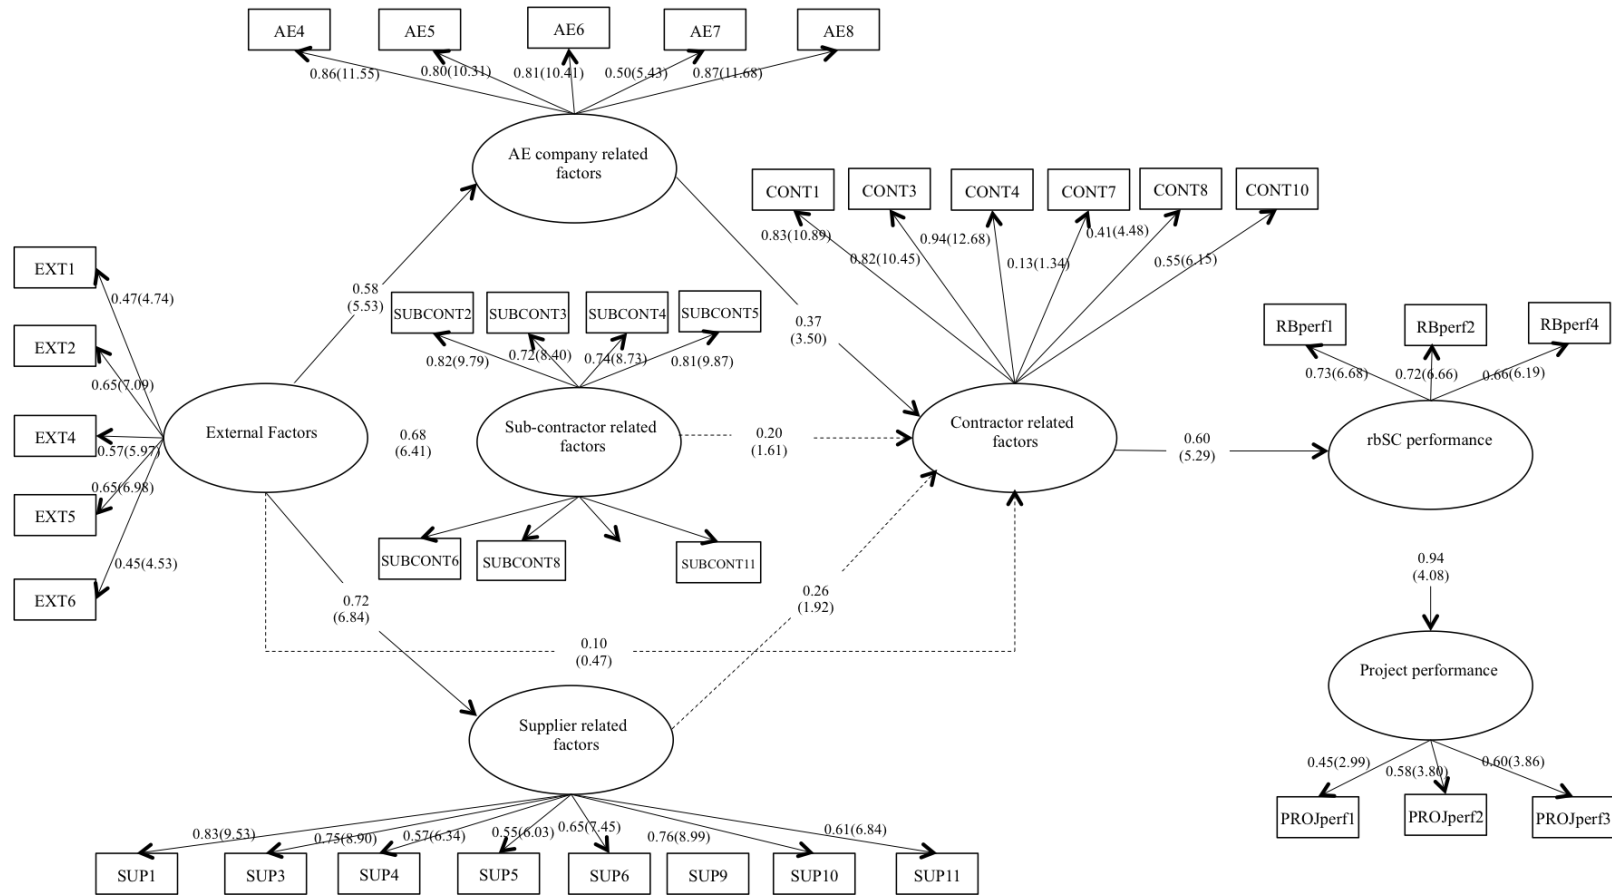 AE4
AE5
AE6
AE7
AE8
0.86(11.55)
0.80(10.31)
0.81(10.41)
0.50(5.43)
0.87(11.68)
AE company related
factors
CONT1
CONT3
CONT4
CONT7
CONT8
CONT10
0.83(10.89)
0.82(10.45)
0.94(12.68)
0.13(1.34)
0.41(4.48)
0.55(6.15)
EXT1
EXT2
EXT4
EXT5
EXT6
0.47(4.74)
0.65(7.09)
0.57(5.97)
0.65(6.98)
0.45(4.53)
External Factors
0.58
(5.53)
SUBCONT2
SUBCONT3
SUBCONT4
SUBCONT5
0.82(9.79)
0.72(8.40)
0.74(8.73)
0.81(9.87)
0.37
(3.50)
0.68
(6.41)
Sub-contractor related
factors
0.20
(1.61)
Contractor related
factors
0.60
(5.29)
RBperf1
RBperf2
RBperf4
0.73(6.68)
0.72(6.66)
0.66(6.19)
rbSC performance
SUBCONT6
SUBCONT8
SUBCONT11
0.72
(6.84)
0.26
(1.92)
0.10
(0.47)
0.94
(4.08)
Project performance
0.45(2.99)
0.58(3.80)
0.60(3.86)
PROJperf1
PROJperf2
PROJperf3
Supplier related
factors
0.83(9.53)
0.75(8.90)
0.57(6.34)
0.55(6.03)
0.65(7.45)
0.76(8.99)
0.61(6.84)
SUP1
SUP3
SUP4
SUP5
SUP6
SUP9
SUP10
SUP11